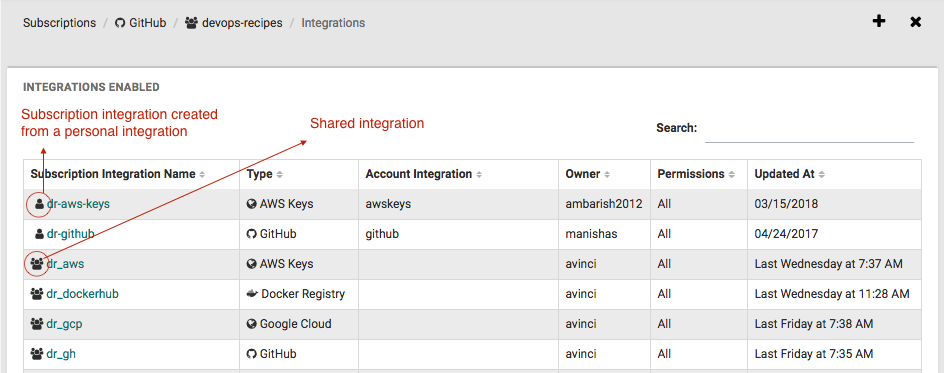 Subscriptions / GitHub / devops-recipes / Integrations
INTEGRATIONS ENABLED
Subscription integration created
from a personal integration
Shared integration
Search:
Subscription Integration Name Type Account Integration Owner Permissions Updated At
dr-aws-keys AWS Keys awskeys ambarish2012 All 03/15/2018
dr-github GitHub github manishas All 04/24/2017
dr_aws AWS Keys avinci All Last Wednesday at 7:37 AM
dr_dockerhub Docker Registry avinci All Last Wednesday at 11:28 AM
dr_gcp Google Cloud avinci All Last Friday at 7:38 AM
dr_gh GitHub avinci All Last Friday at 7:35 AM